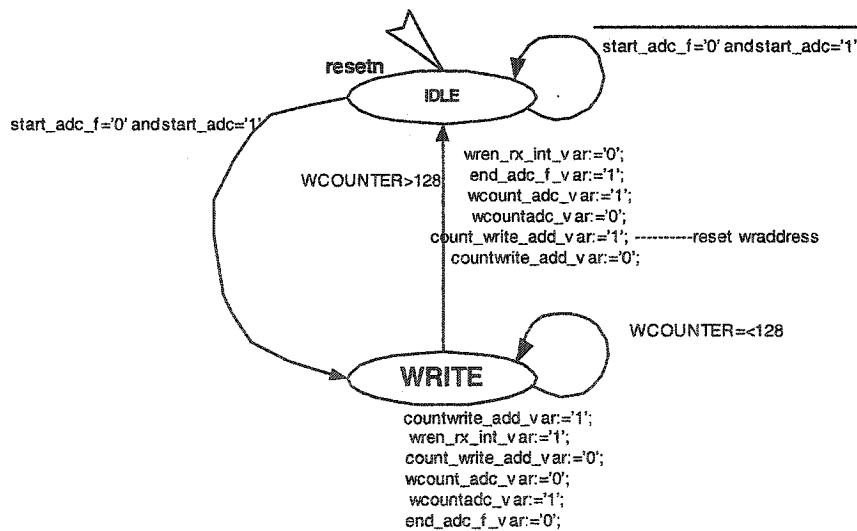 start_adc_f='0' andstart_adc='1'
resetn
IDLE
start_adc_f='0' andstart_adc='1'
WCOUNTER>128
wren_rx_int_var:='0';
end_adc_f_var:='1';
wcount_adc_var:='1';
wcountadc_var:='0';
count_write_add_var:='1'; ----------reset wraddress
countwrite_add_var:='0';
WCOUNTER=<128
WRITE
countwrite_add_var:='1';
wren_rx_int_var:='1';
count_write_add_var:='0';
wcount_adc_var:='0';
wcountadc_var:='1';
end_adc_f_var:='0';